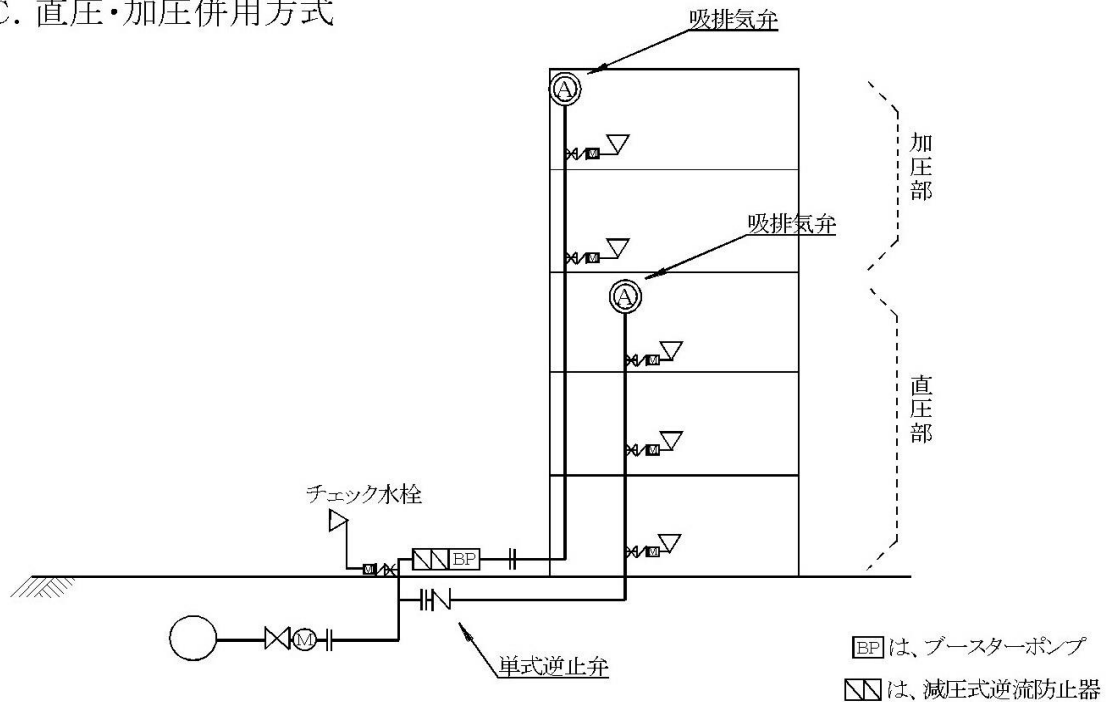 C. 直圧・加圧併用方式
吸排気弁
A
加圧部
M
吸排気弁
M
A
M
直圧部
M
チェック水栓
M
BP
M
M
単式逆止弁
BPは、ブースターポンプ
は、減圧式逆流防止器